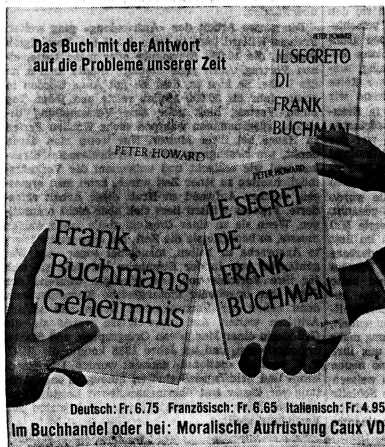 Das Buch mit der Antwort
auf die Probleme unserer Zeit
PETER HOWARD
IL SEGRETO
DI
FRANK
BUCHMAN
PETER HOWARD
Frank
Buchmans
Geheimnis
PETER HOWARD
LE SECRET
DE
FRANK
BUCHMAN
Deutsch: Fr. 6.75 Französisch: Fr. 6.65 Italienisch: Fr. 4.95
Im Buchhandel oder bei: Moralische Aufrüstung Caux VD